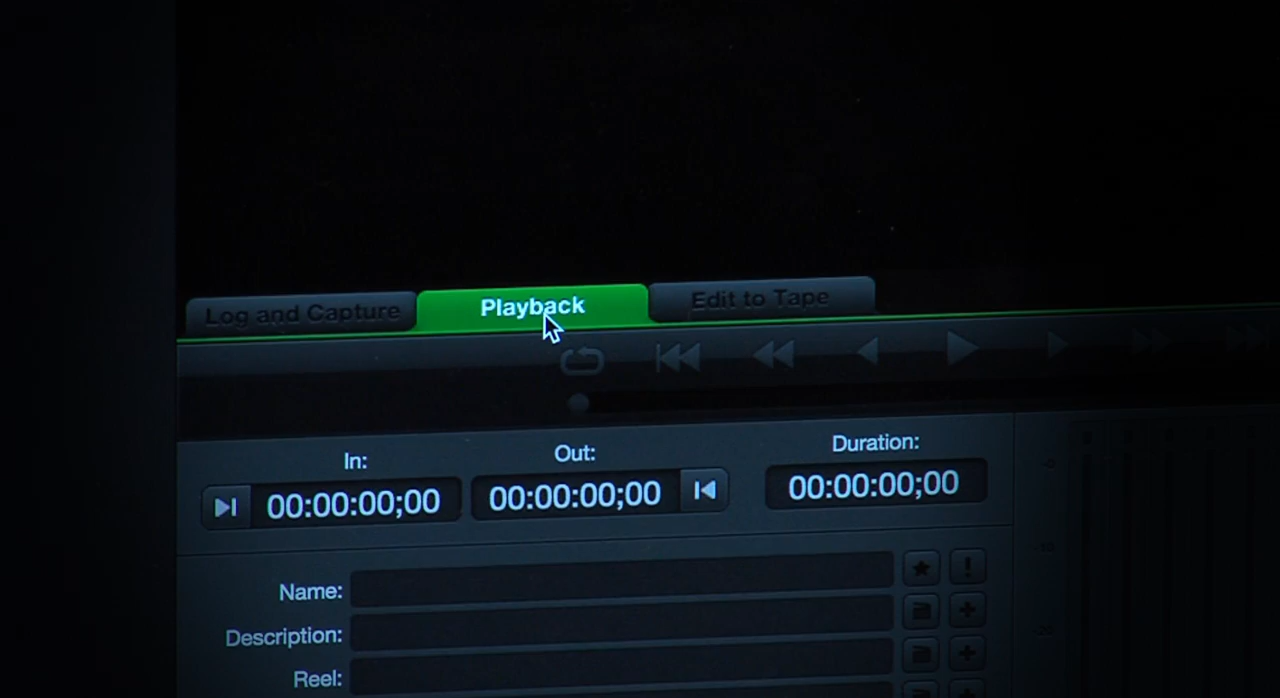 Log and Capture Playback Edit to Tape
In: Out: Duration:
00:00:00;00 00:00:00;00 00:00:00;00
Name:
Description:
Reel: